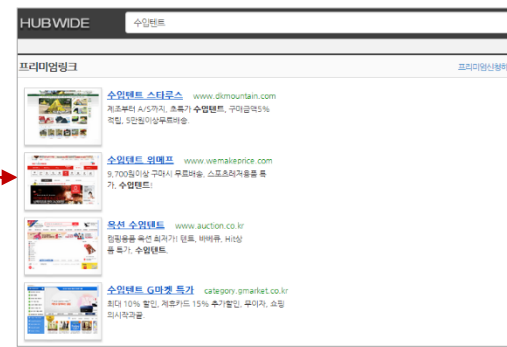 HUBWIDE
수입텐트
프리미엄링크
프리미엄신청하
수입텐트 스타루스 www.dkmountain.com
제조부터 A/S까지, 초특가 수입텐트, 구매금액5%
적립, 5만원이상무료배송.
수입텐트 위메프 www.wemakeprice.com
9,700원이상 구매시 무료배송, 스포츠레저용품 특
가, 수입텐트!
옥션 수입텐트 www.auction.co.kr
캠핑용품 옥션 최저가! 텐트, 바베큐, Hit상
품 특가, 수입텐트.
수입텐트 G마켓 특가 category.gmarket.co.kr
최대 10% 할인, 제휴카드 15% 추가할인, 무이자, 쇼핑
의시작과끝.